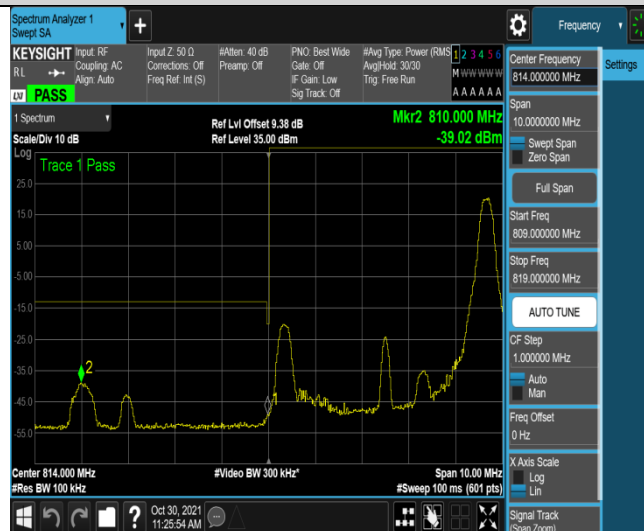 Spectrum Analyzer 1
Swept SA
Frequency
KEYSIGHT
RL
LXI
PASS
Input: RF
Coupling: AC
Align: Auto
Input Z: 50 Ω
Corrections: Off
Freq Ref: Int (S)
#Atten: 40 dB
Preamp: Off
PNO: Best Wide
Gate: Off
IF Gain: Low
Sig Track: Off
#Avg Type: Power (RMS
Avg|Hold: 30/30
Trig: Free Run
1 2 3 4 5 6
M W W W W W
A A A A A A
1 Spectrum
Scale/Div 10 dB
Log
Ref Lvl Offset 9.38 dB
Ref Level 35.00 dBm
Mkr2 810.000 MHz
-39.02 dBm
Trace 1 Pass
25.0
15.0
5.00
-5.00
-15.0
-25.0
-35.0
-45.0
-55.0
2
Center 814.000 MHz
#Res BW 100 kHz
#Video BW 300 kHz*
Span 10.00 MHz
#Sweep 100 ms (601 pts)
Oct 30, 2021
11:25:54 AM
?
Center Frequency
814.000000 MHz
Settings
Span
10.0000000 MHz
Swept Span
Zero Span
Full Span
Start Freq
809.000000 MHz
Stop Freq
819.000000 MHz
AUTO TUNE
CF Step
1.000000 MHz
Auto
Man
Freq Offset
0 Hz
X Axis Scale
Log
Lin
Signal Track
(Span Zoom)